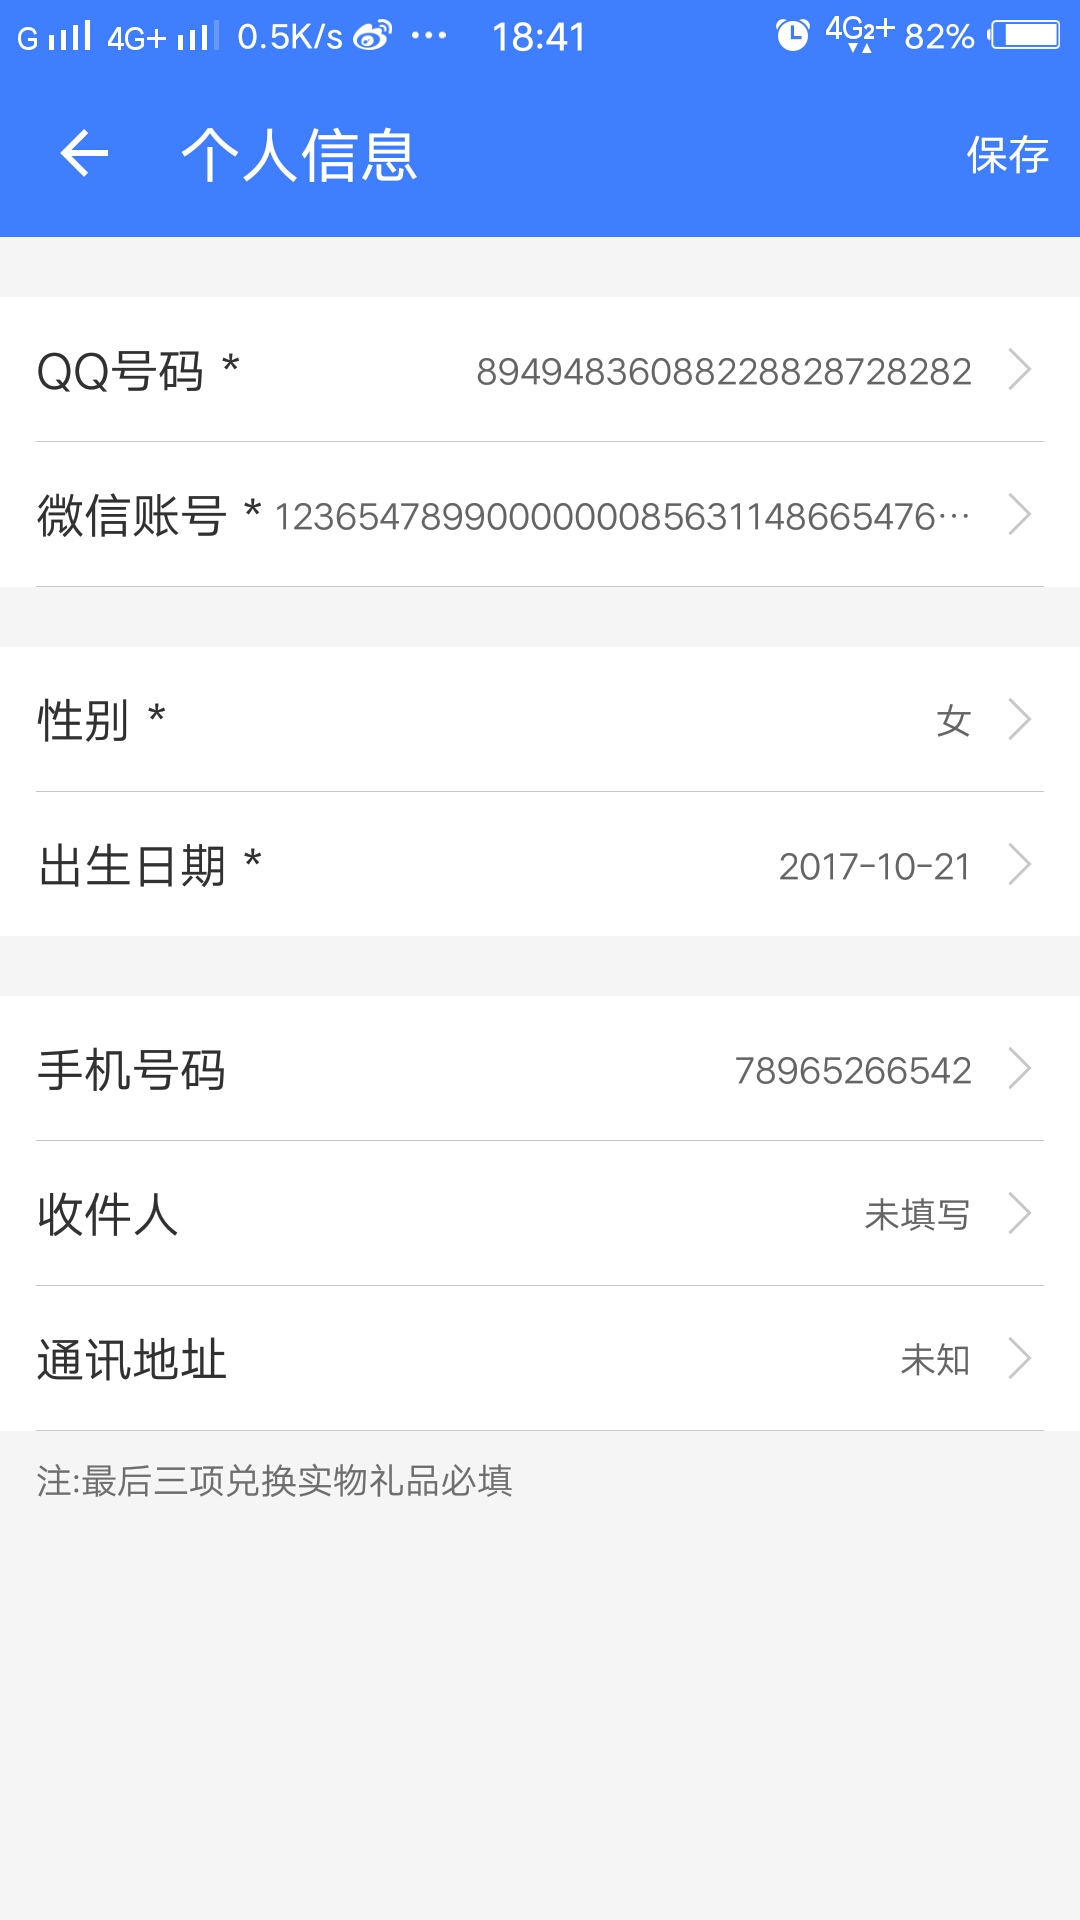 G 4G+ 0.5K/s ··· 18:41 4G2+ 82%
个人信息 保存
QQ号码 * 89494836088228828728282
微信账号 * 1236547899000000085631148665476…
性别 * 女
出生日期 * 2017-10-21
手机号码 78965266542
收件人 未填写
通讯地址 未知
注:最后三项兑换实物礼品必填